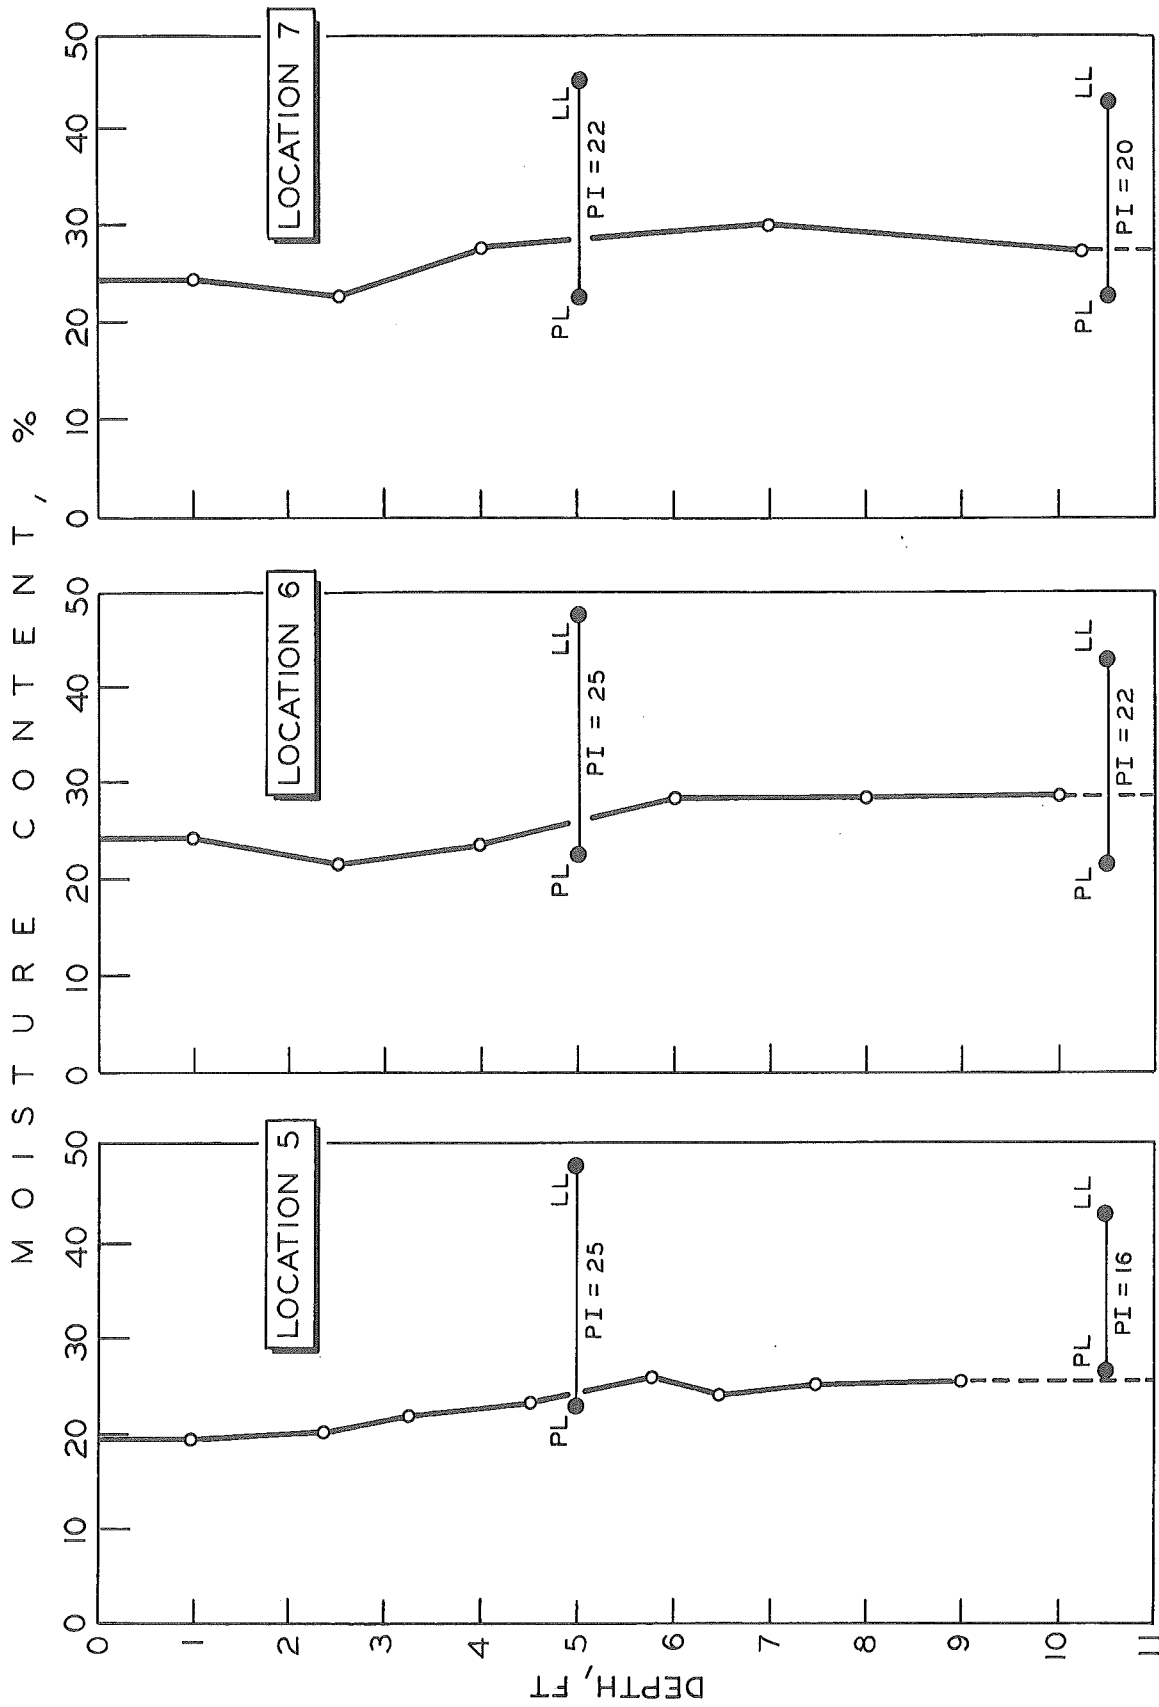 MOISTURE CONTENT, %
0 10 20 30 40 50
0 10 20 30 40 50
0 10 20 30 40 50
LOCATION 5
LOCATION 6
LOCATION 7
DEPTH, FT
0
1
2
3
4
5
6
7
8
9
10
11
PL LL
PI = 25
PL LL
PI = 25
PL LL
PI = 22
PL LL
PI = 16
PL LL
PI = 22
PL LL
PI = 20